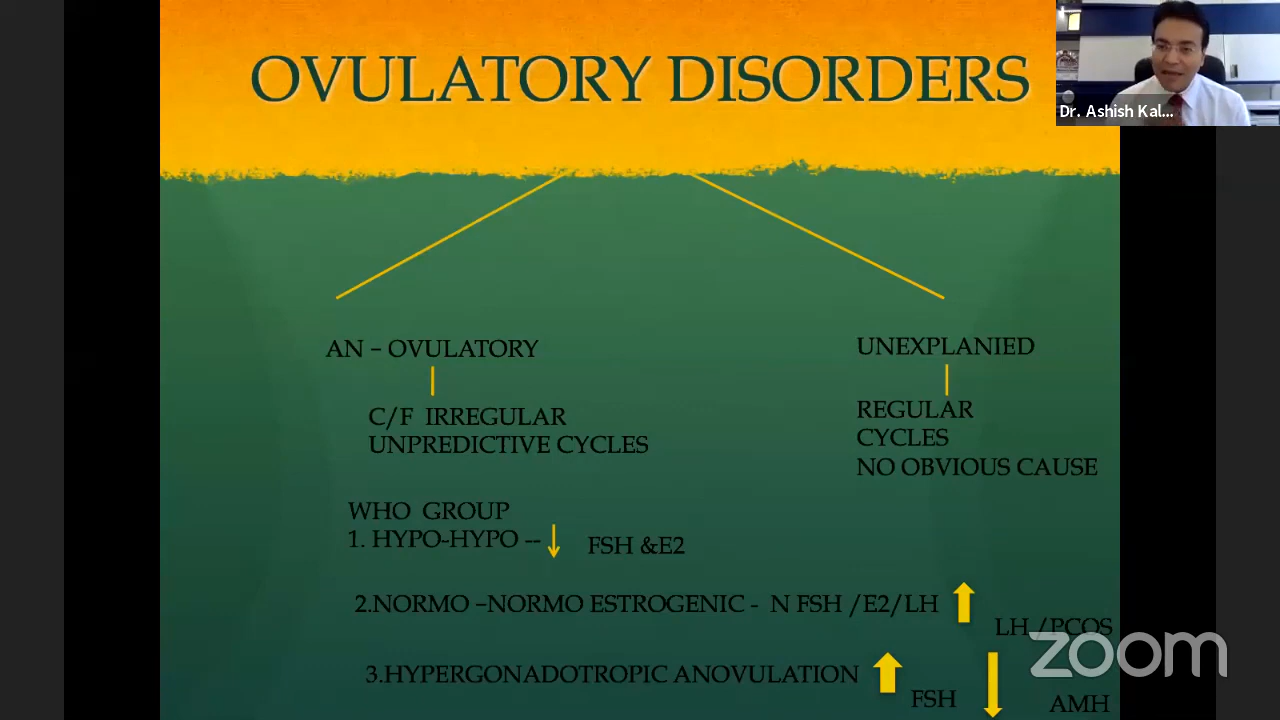 OVULATORY DISORDERS
Dr. Ashish Kal...
AN – OVULATORY
C/F IRREGULAR
UNPREDICTIVE CYCLES
UNEXPLANIED
REGULAR
CYCLES
NO OBVIOUS CAUSE
WHO GROUP
1. HYPO-HYPO -- FSH &E2
2.NORMO –NORMO ESTROGENIC - N FSH /E2/LH
LH /PCOS
3.HYPERGONADOTROPIC ANOVULATION
FSH
AMH
zoom